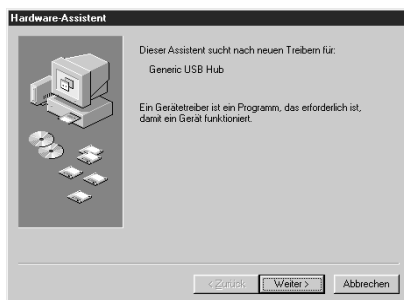 Hardware-Assistent
Dieser Assistent sucht nach neuen Treibern für:
Generic USB Hub
Ein Gerätetreiber ist ein Programm, das erforderlich ist,
damit ein Gerät funktioniert.
< Zurück Weiter > Abbrechen